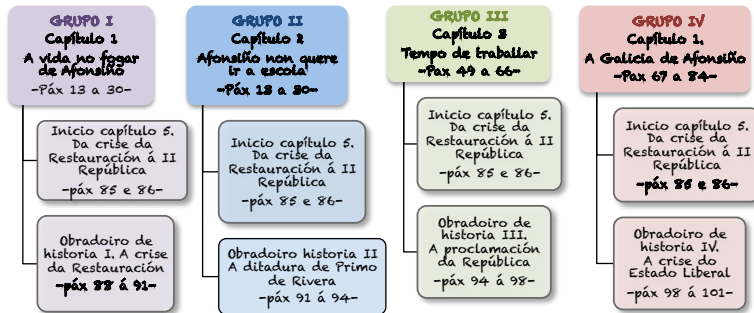 GRUPO I
Capítulo 1
A vida no fogar
de Afonsiño
-Páx 13 a 30-
Inicio capítulo 5.
Da crise da
Restauración á II
República
-páx 85 e 86-
Obradoiro de
historia I. A crise
da Restauración
-páx 88 á 91-
GRUPO II
Capítulo 2
Afonsiño non quere
ir a escola
-Páx 13 a 30-
Inicio capítulo 5.
Da crise da
Restauración á II
República
-páx 85 e 86-
Obradoiro historia II
A ditadura de Primo
de Rivera
-páx 91 á 94-
GRUPO III
Capítulo 3
Tempo de traballar
-Pax 49 a 66-
Inicio capítulo 5.
Da crise da
Restauración á II
República
-páx 85 e 86-
Obradoiro de
historia III.
A proclamación
da República
-páx 94 á 98-
GRUPO IV
Capítulo 1.
A Galicia de Afonsiño
-Pax 67 a 84-
Inicio capítulo 5.
Da crise da
Restauración á II
República
-páx 85 e 86-
Obradoiro de
historia IV.
A crise do
Estado Liberal
-páx 98 á 101-